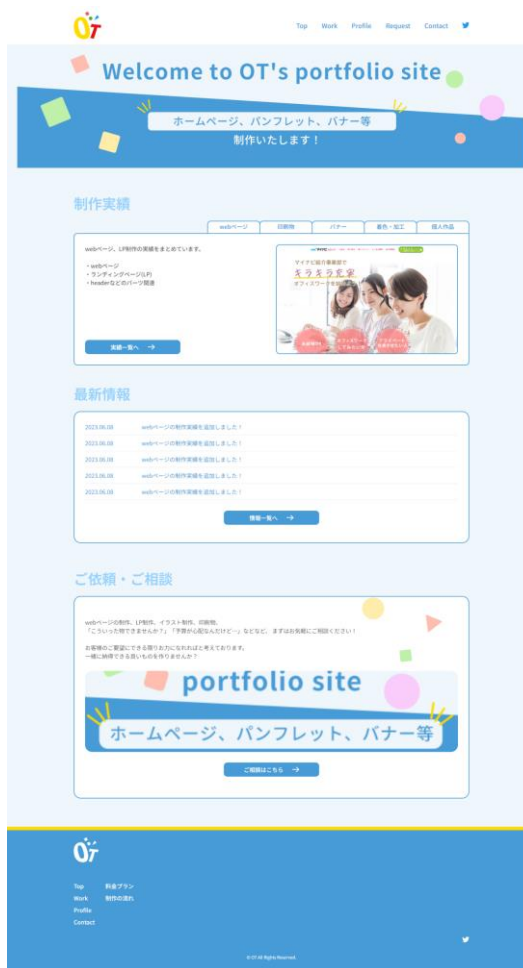 OT
Top Work Profile Request Contact
Welcome to OT's portfolio site
ホームページ、パンフレット、バナー等
制作いたします！
制作実績
webページ 印刷物 バナー 着色・加工 個人作品
webページ、LP制作の実績をまとめています。
・webページ
・ランディングページ(LP)
・headerなどのパーツ関連
マイナビ紹介事業部で
キラキラ充実
実績一覧へ →
最新情報
2023.06.08 webページの制作実績を追加しました！
2023.06.08 webページの制作実績を追加しました！
2023.06.08 webページの制作実績を追加しました！
2023.06.08 webページの制作実績を追加しました！
2023.06.08 webページの制作実績を追加しました！
情報一覧へ →
ご依頼・ご相談
webページの制作、LP制作、イラスト制作、印刷物、
「こういった物できませんか？」「予算が心配なんだけど…」などなど、まずはお気軽にご相談ください！
お客様のご要望にできる限りお力になれればと考えております。
一緒に納得できる良いものを作りませんか？
portfolio site
ホームページ、パンフレット、バナー等
ご相談はこちら →
OT
Top 料金プラン
Work 制作の流れ
Profile
Contact
© OT All Rights Reserved.